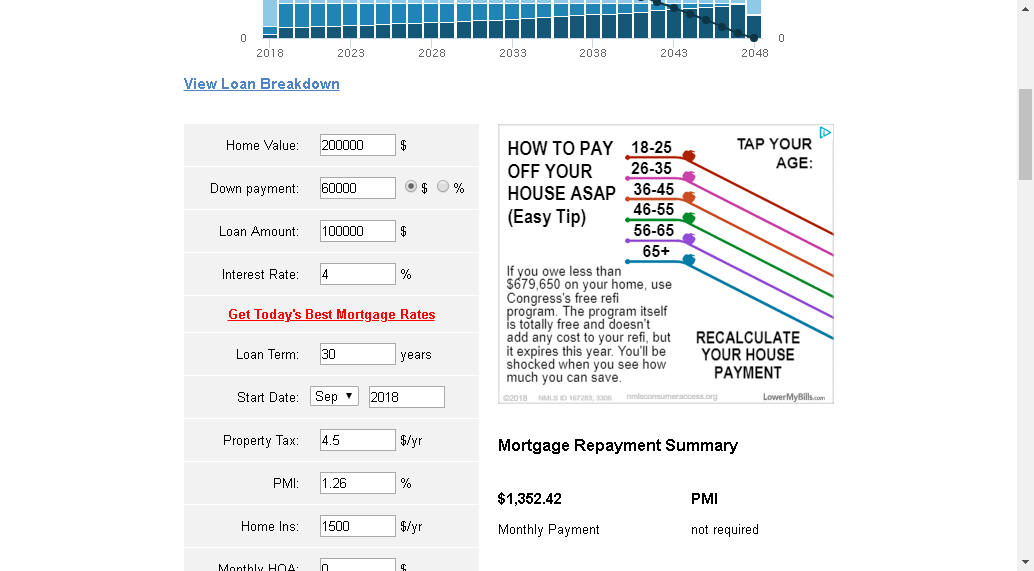 0
0
2018 2023 2028 2033 2038 2043 2048
View Loan Breakdown
Home Value: 200000 $
Down payment: 60000 $ %
Loan Amount: 100000 $
Interest Rate: 4 %
Get Today's Best Mortgage Rates
Loan Term: 30 years
Start Date: Sep 2018
Property Tax: 4.5 $/yr
PMI: 1.26 %
Home Ins: 1500 $/yr
Monthly HOA: 0 $
HOW TO PAY
OFF YOUR
HOUSE ASAP
(Easy Tip)
18-25
26-35
36-45
46-55
56-65
65+
TAP YOUR
AGE:
If you owe less than
$679,650 on your home, use
Congress's free refi
program. The program itself
is totally free and doesn't
add any cost to your refi, but
it expires this year. You'll be
shocked when you see how
much you can save.
RECALCULATE
YOUR HOUSE
PAYMENT
©2018 NMLS ID 167283, 3306 nmlsconsumeraccess.org LowerMyBills.com
Mortgage Repayment Summary
$1,352.42 PMI
Monthly Payment not required